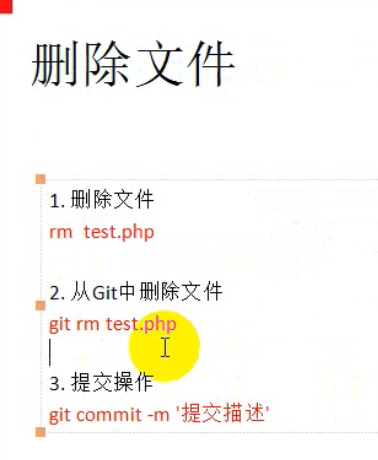 删除文件
1. 删除文件
rm  test.php
2. 从Git中删除文件
git rm test.php
3. 提交操作
git commit -m '提交描述'